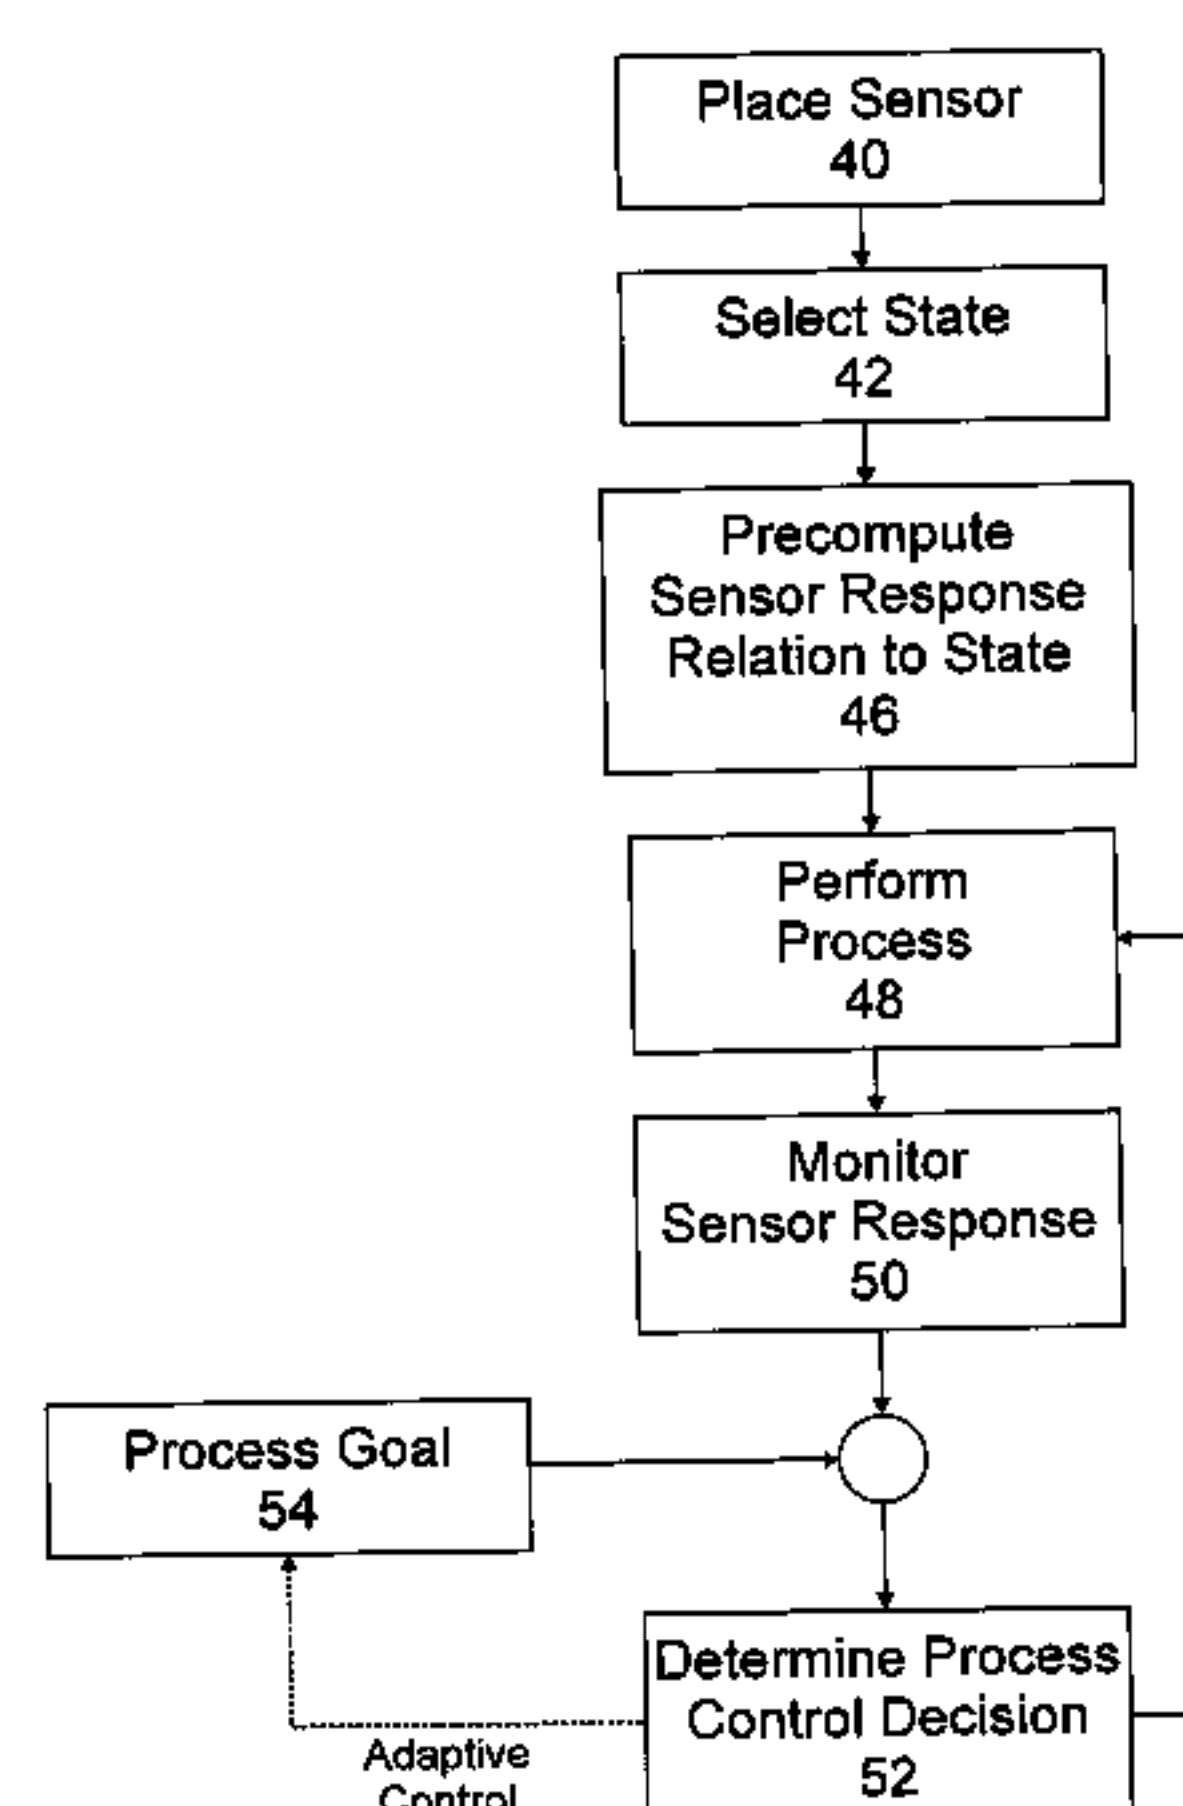 Place Sensor
40
Select State
42
Precompute
Sensor Response
Relation to State
46
Perform
Process
48
Monitor
Sensor Response
50
Process Goal
54
Determine Process
Control Decision
52
Adaptive
Control